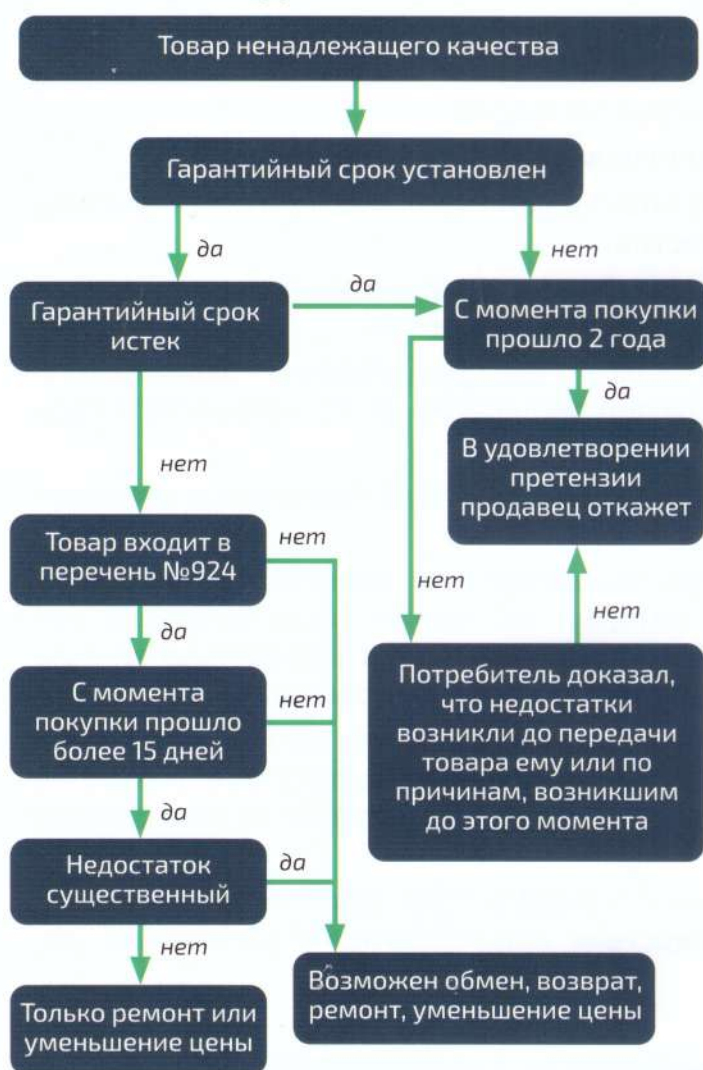 Товар ненадлежащего качества
Гарантийный срок установлен
да
нет
Гарантийный срок
истек
да
С момента покупки
прошло 2 года
да
нет
В удовлетворении
претензии
продавец откажет
Товар входит в
перечень №924
нет
нет
нет
да
Потребитель доказал,
что недостатки
возникли до передачи
товара ему или по
причинам, возникшим
до этого момента
С момента
покупки прошло
более 15 дней
нет
да
Недостаток
существенный
да
нет
Возможен обмен, возврат,
ремонт, уменьшение цены
Только ремонт или
уменьшение цены